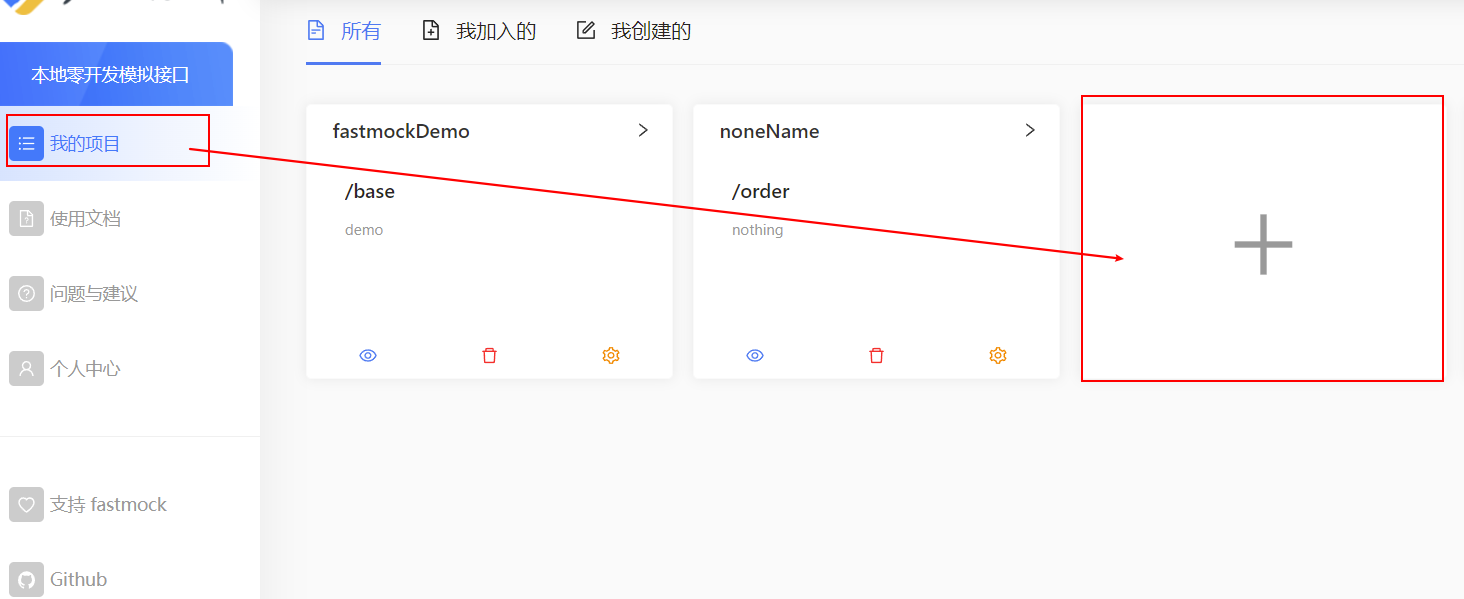 本地零开发模拟接口
我的项目
使用文档
问题与建议
个人中心
支持 fastmock
Github
所有 我加入的 我创建的
fastmockDemo
/base
demo
noneName
/order
nothing